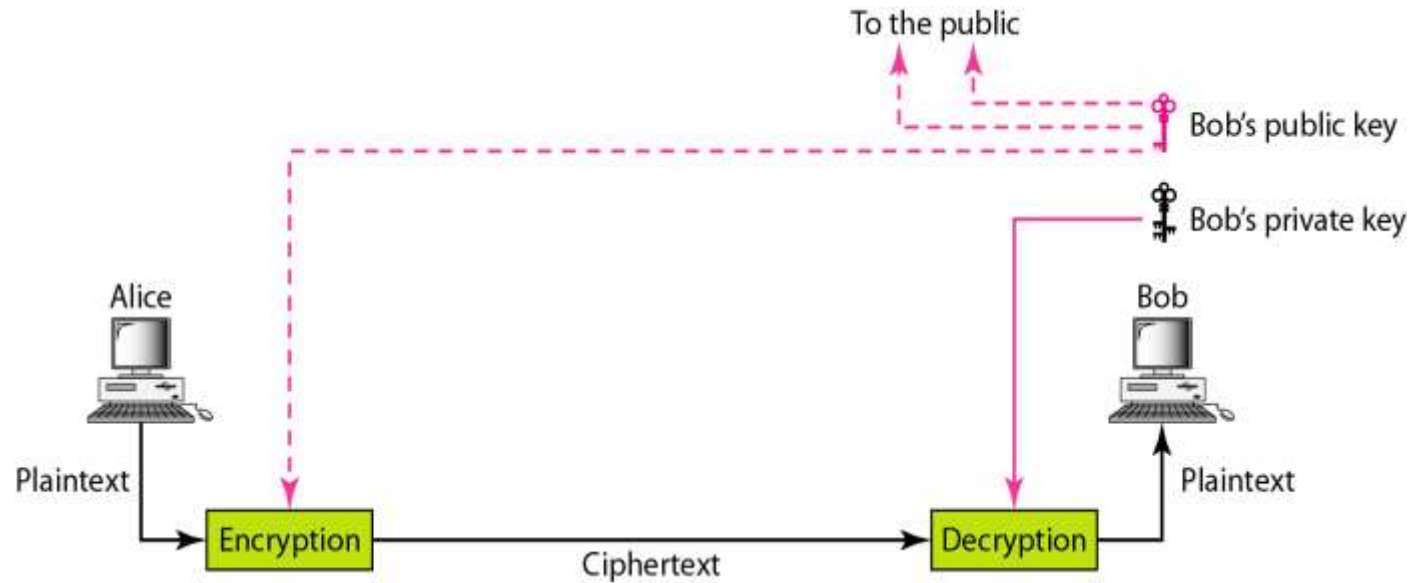 To the public
Bob's public key
Bob's private key
Alice
Bob
Plaintext
Plaintext
Encryption
Decryption
Ciphertext